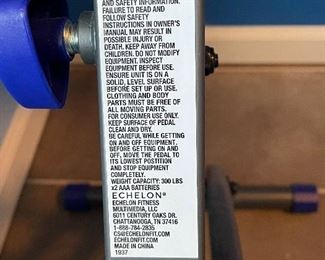 AND SAFETY INFORMATION.
FAILURE TO READ AND
FOLLOW SAFETY
INSTRUCTIONS IN OWNER'S
MANUAL MAY RESULT IN
POSSIBLE INJURY OR
DEATH. KEEP AWAY FROM
CHILDREN. DO NOT MODIFY
EQUIPMENT. INSPECT
EQUIPMENT BEFORE USE.
ENSURE UNIT IS ON A
SOLID, LEVEL SURFACE
BEFORE SET UP OR USE.
CLOTHING AND BODY
PARTS MUST BE FREE OF
ALL MOVING PARTS.
FOR CONSUMER USE ONLY.
KEEP SURFACE OF PEDAL
CLEAN AND DRY.
BE CAREFUL WHILE GETTING
ON AND OFF EQUIPMENT.
BEFORE GETTING ON AND
OFF. MOVE THE PEDAL TO
ITS LOWEST POSTITION
AND STOP EQUIPMENT
COMPLETELY.
WEIGHT CAPACITY: 300 LBS
x2 AAA BATTERIES
ECHELON
ECHELON FITNESS
MULTIMEDIA, LLC
6011 CENTURY OAKS DR.
CHATTANOOGA, TN 37416
1-888-784-2835
CS@ECHELONFIT.COM
ECHELONFIT.COM
MADE IN CHINA
1937